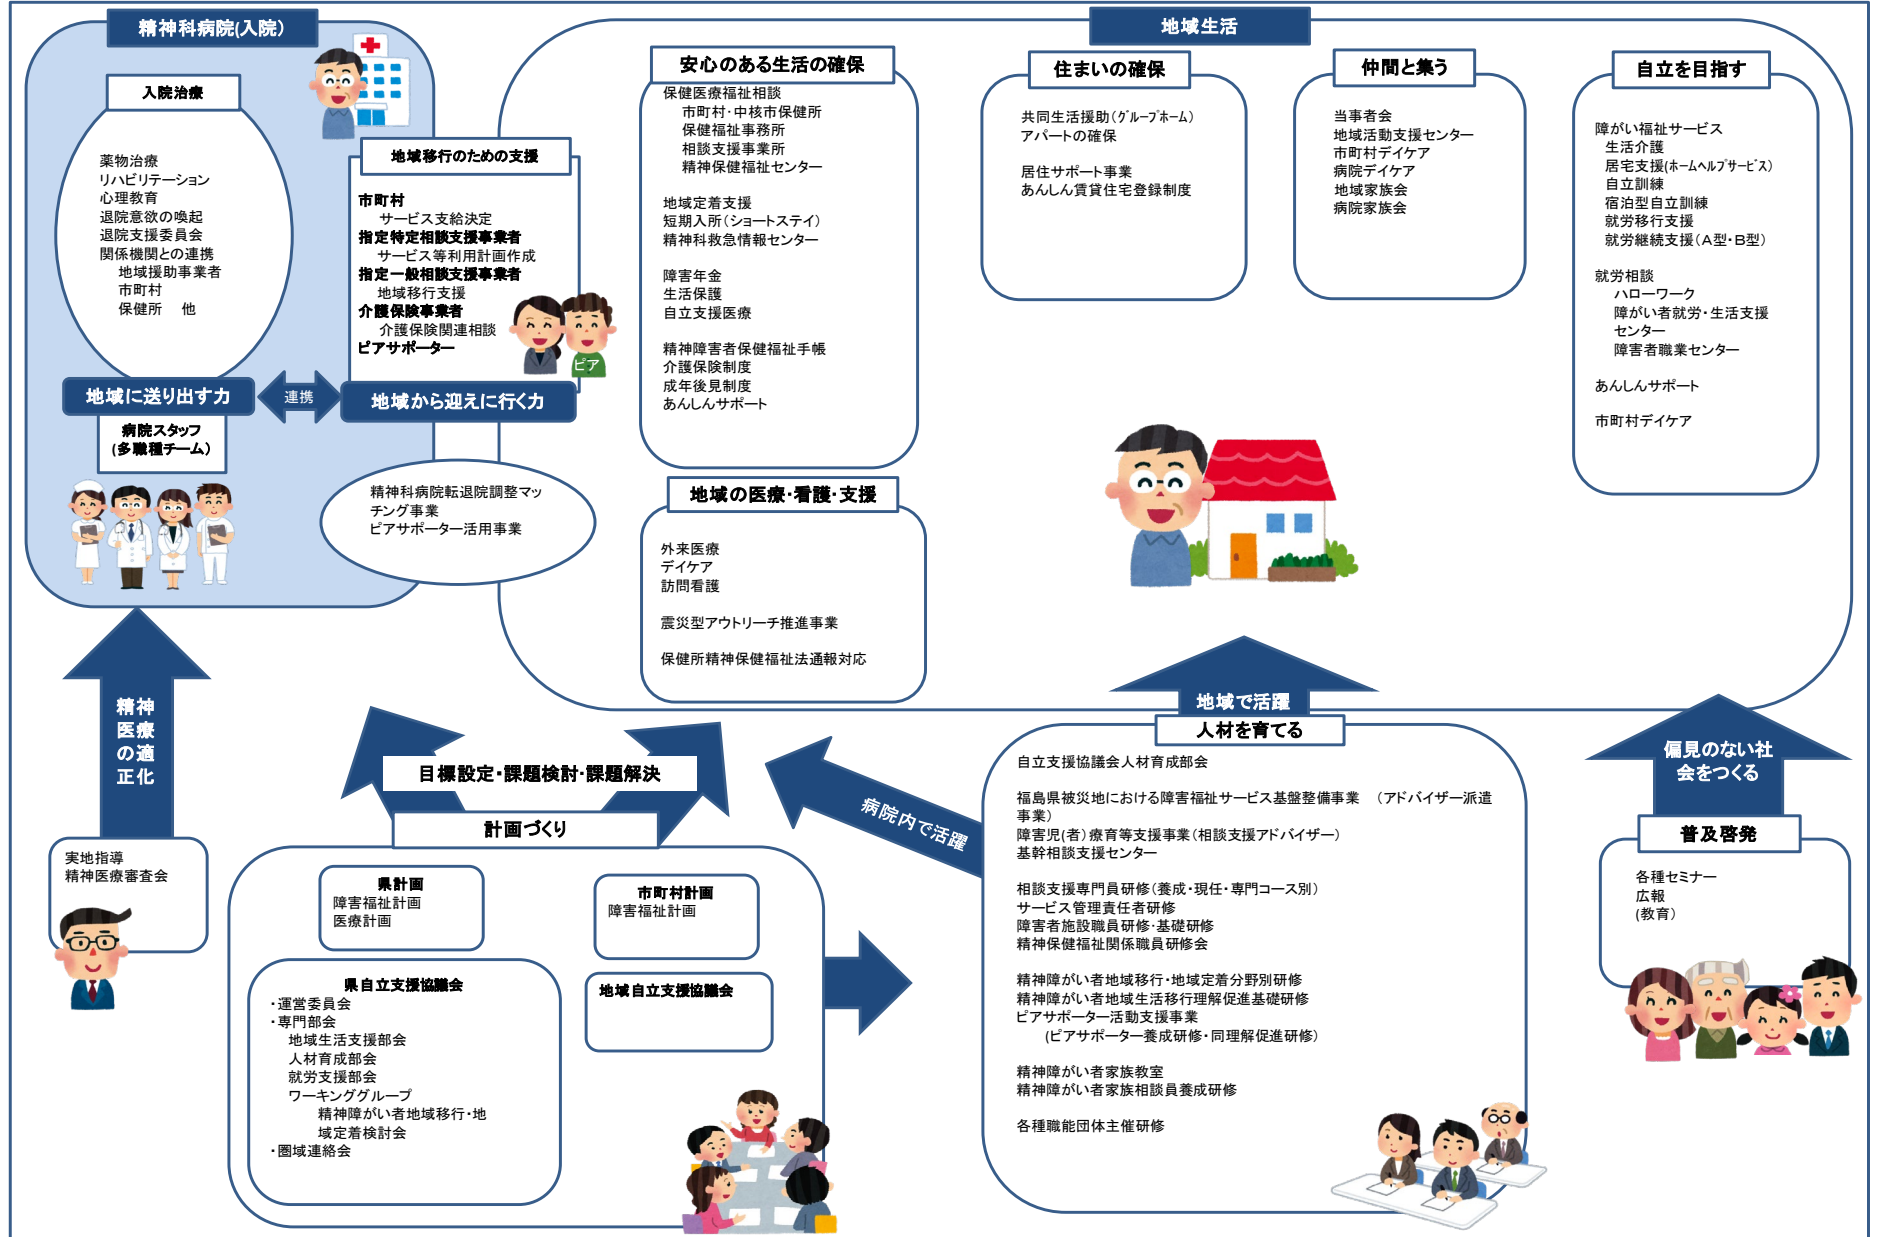 精神科病院(入院)
入院治療
薬物治療
リハビリテーション
心理教育
退院意欲の喚起
退院支援委員会
関係機関との連携
地域援助事業者
市町村
保健所　他
地域に送り出す力
連携
病院スタッフ
(多職種チーム)
地域移行のための支援
市町村
サービス支給決定
指定特定相談支援事業者
サービス等利用計画作成
指定一般相談支援事業者
地域移行支援
介護保険事業者
介護保険関連相談
ピアサポーター
ピア
地域から迎えに行く力
精神科病院転退院調整マッ
チング事業
ピアサポーター活用事業
地域生活
安心のある生活の確保
保健医療福祉相談
市町村・中核市保健所
保健福祉事務所
相談支援事業所
精神保健福祉センター
地域定着支援
短期入所(ショートステイ)
精神科救急情報センター
障害年金
生活保護
自立支援医療
精神障害者保健福祉手帳
介護保険制度
成年後見制度
あんしんサポート
地域の医療・看護・支援
外来医療
デイケア
訪問看護
震災型アウトリーチ推進事業
保健所精神保健福祉法通報対応
住まいの確保
共同生活援助(ｸﾞﾙｰﾌﾟﾎｰﾑ)
アパートの確保
居住サポート事業
あんしん賃貸住宅登録制度
仲間と集う
当事者会
地域活動支援センター
市町村デイケア
病院デイケア
地域家族会
病院家族会
自立を目指す
障がい福祉サービス
生活介護
居宅支援(ﾎｰﾑﾍﾙﾌﾟｻｰﾋﾞｽ)
自立訓練
宿泊型自立訓練
就労移行支援
就労継続支援(A型・B型)
就労相談
ハローワーク
障がい者就労・生活支援
センター
障害者職業センター
あんしんサポート
市町村デイケア
精神
医療
の適
正化
実地指導
精神医療審査会
目標設定・課題検討・課題解決
計画づくり
県計画
障害福祉計画
医療計画
市町村計画
障害福祉計画
県自立支援協議会
・運営委員会
・専門部会
地域生活支援部会
人材育成部会
就労支援部会
ワーキンググループ
精神障がい者地域移行・地
域定着検討会
・圏域連絡会
地域自立支援協議会
病院内で活躍
地域で活躍
人材を育てる
自立支援協議会人材育成部会
福島県被災地における障害福祉サービス基盤整備事業　(アドバイザー派遣
事業)
障害児(者)療育等支援事業(相談支援アドバイザー)
基幹相談支援センター
相談支援専門員研修(養成・現任・専門コース別)
サービス管理責任者研修
障害者施設職員研修・基礎研修
精神保健福祉関係職員研修会
精神障がい者地域移行・地域定着分野別研修
精神障がい者地域生活移行理解促進基礎研修
ピアサポーター活動支援事業
(ピアサポーター養成研修・同理解促進研修)
精神障がい者家族教室
精神障がい者家族相談員養成研修
各種職能団体主催研修
偏見のない社
会をつくる
普及啓発
各種セミナー
広報
(教育)